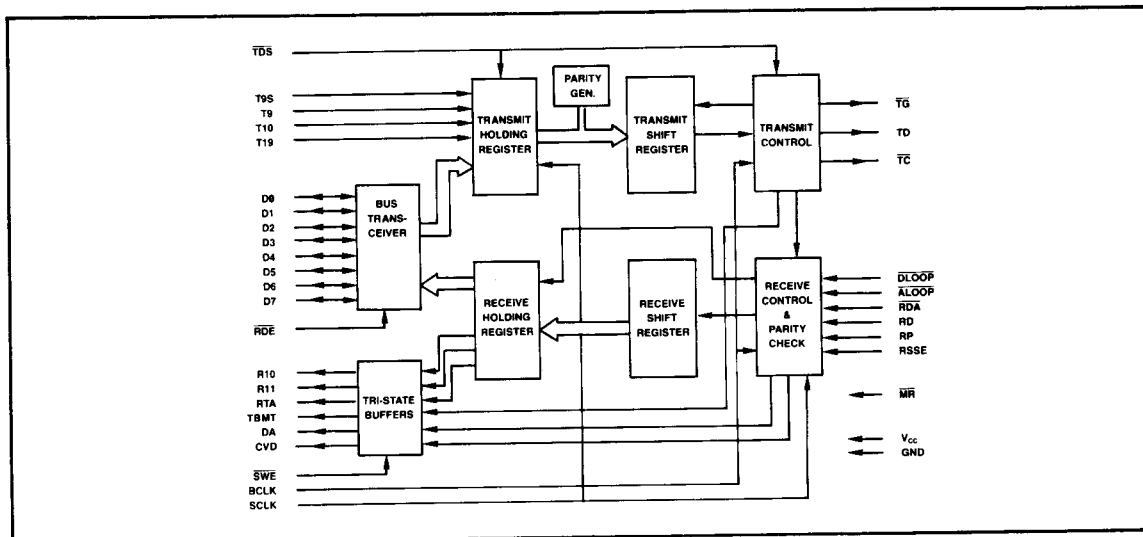 TDS
T9S
T9
T10
T19
PARITY
GEN.
TRANSMIT
HOLDING
REGISTER
TRANSMIT
SHIFT
REGISTER
TRANSMIT
CONTROL
TG
TD
TC
D0
D1
D2
D3
D4
D5
D6
D7
BUS
TRANS-
CEIVER
RDE
RECEIVE
HOLDING
REGISTER
RECEIVE
SHIFT
REGISTER
RECEIVE
CONTROL
&
PARITY
CHECK
DLOOP
ALOOP
RDA
RD
RP
RSSE
R10
R11
RTA
TBMT
DA
CVD
TRI-STATE
BUFFERS
MR
VCC
GND
SWE
BCLK
SCLK